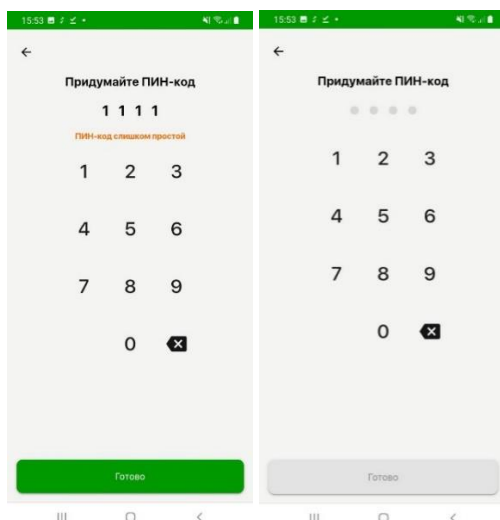 15:53
Придумайте ПИН-код
1 1 1 1
ПИН-код слишком простой
1 2 3
4 5 6
7 8 9
0
Готово
15:53
Придумайте ПИН-код
1 2 3
4 5 6
7 8 9
0
Готово